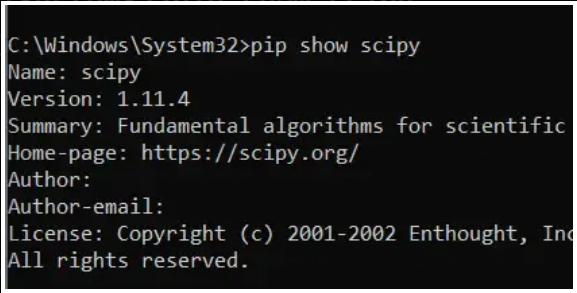 C:\Windows\System32>pip show scipy
Name: scipy
Version: 1.11.4
Summary: Fundamental algorithms for scientific
Home-page: https://scipy.org/
Author:
Author-email:
License: Copyright (c) 2001-2002 Enthought, Inc
All rights reserved.